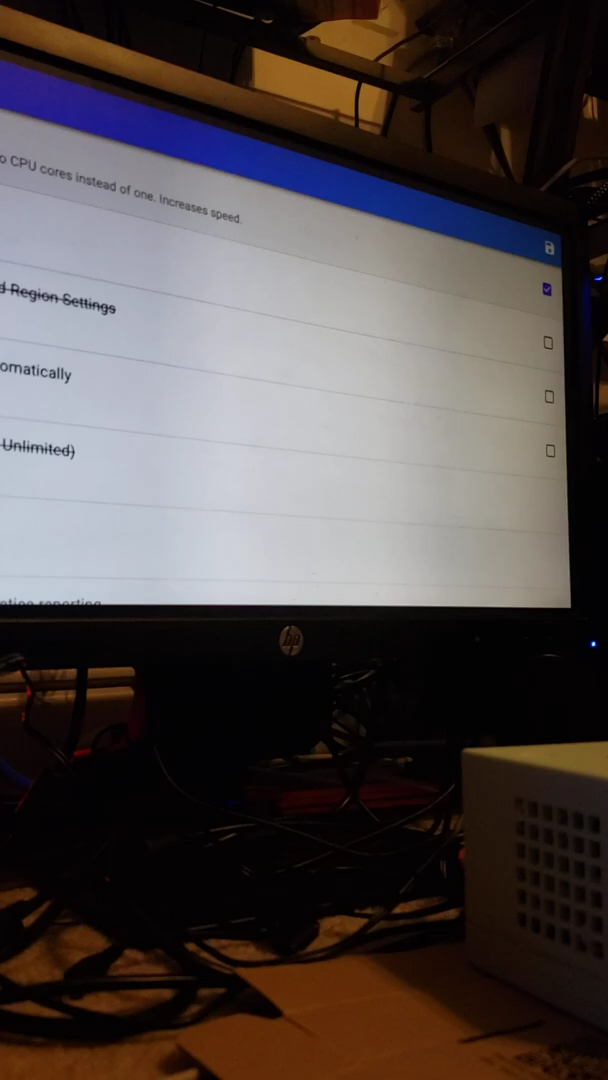 o CPU cores instead of one. Increases speed.
d Region Settings
omatically
Unlimited)
hp